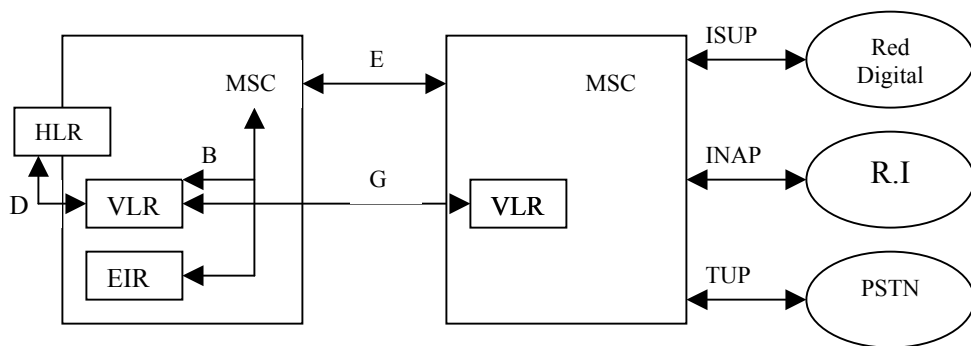 ISUP
Red
Digital
E
MSC
MSC
HLR
B
INAP
R.I
G
D
VLR
VLR
EIR
TUP
PSTN